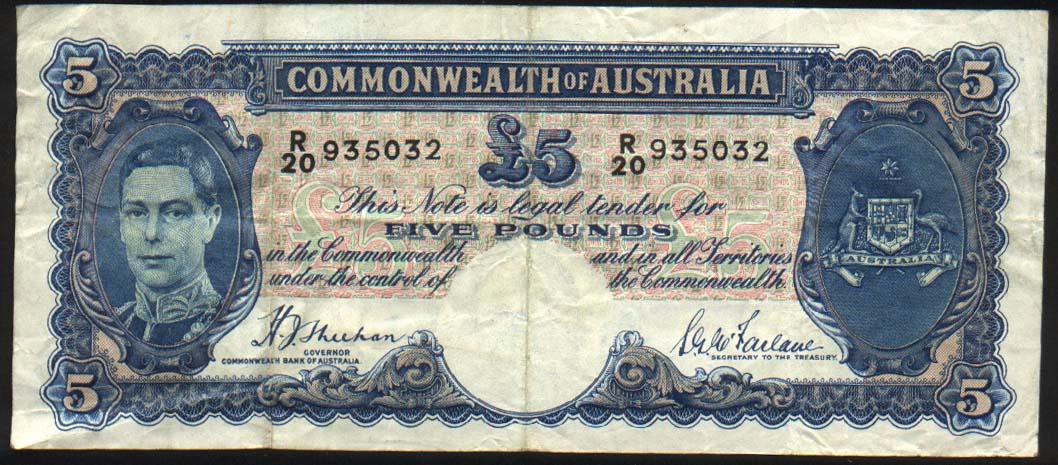 5 COMMONWEALTH OF AUSTRALIA 5
R/20 935032 £5 R/20 935032
This Note is legal tender for
FIVE POUNDS
in the Commonwealth and in all Territories
under the control of the Commonwealth.
AUSTRALIA
H J Sheehan S G McFarlane
GOVERNOR
COMMONWEALTH BANK OF AUSTRALIA.
SECRETARY TO THE TREASURY.
5 5